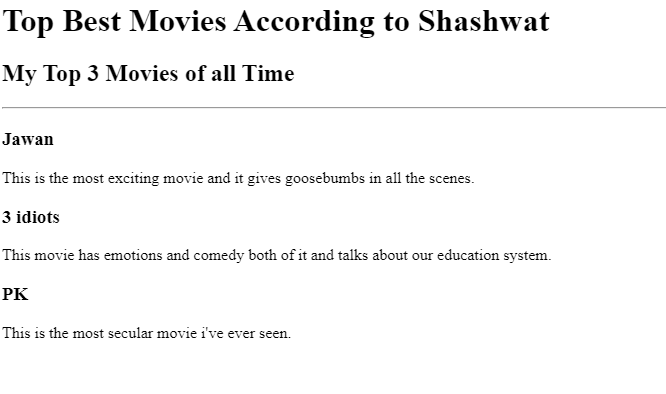 Top Best Movies According to Shashwat
My Top 3 Movies of all Time
Jawan
This is the most exciting movie and it gives goosebumbs in all the scenes.
3 idiots
This movie has emotions and comedy both of it and talks about our education system.
PK
This is the most secular movie i've ever seen.